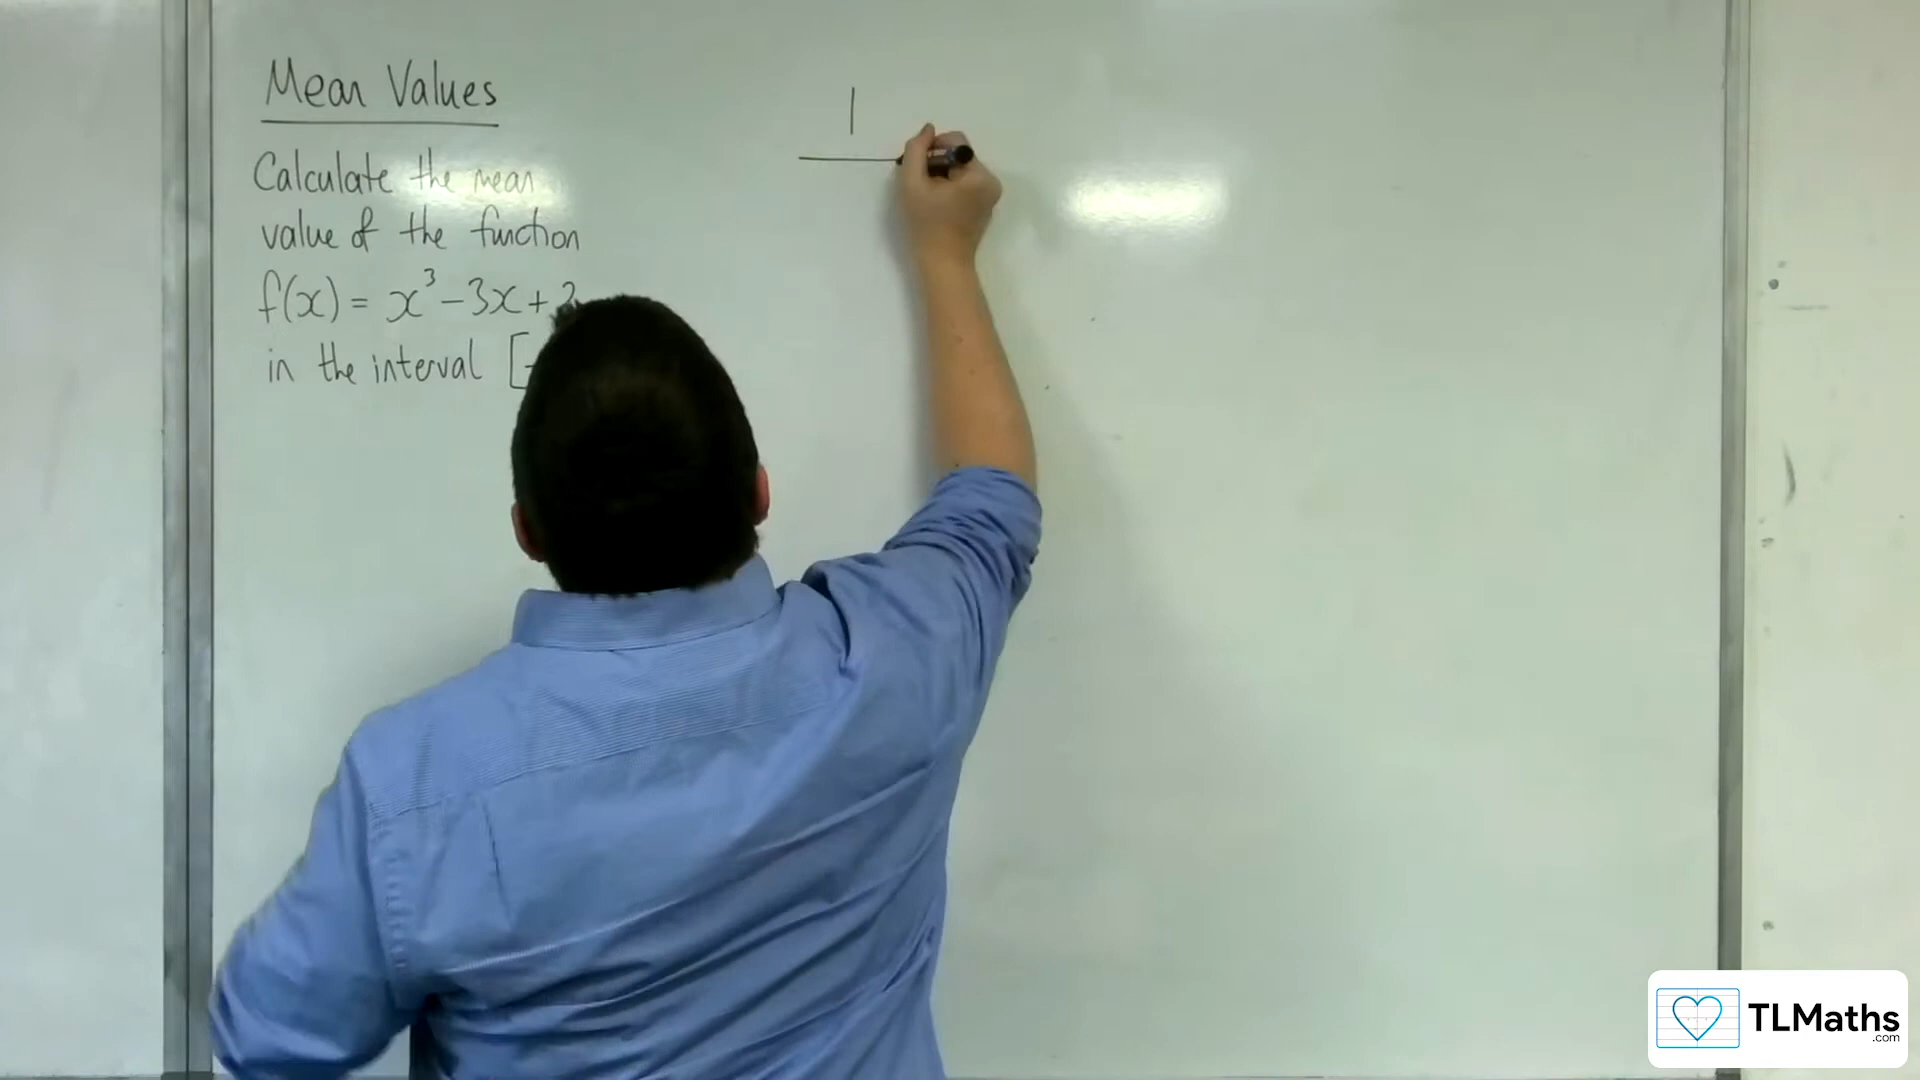 Mean Values
Calculate the mean
value of the function
f(x) = x³ - 3x +
in the interval [-
1
TLMaths
.com